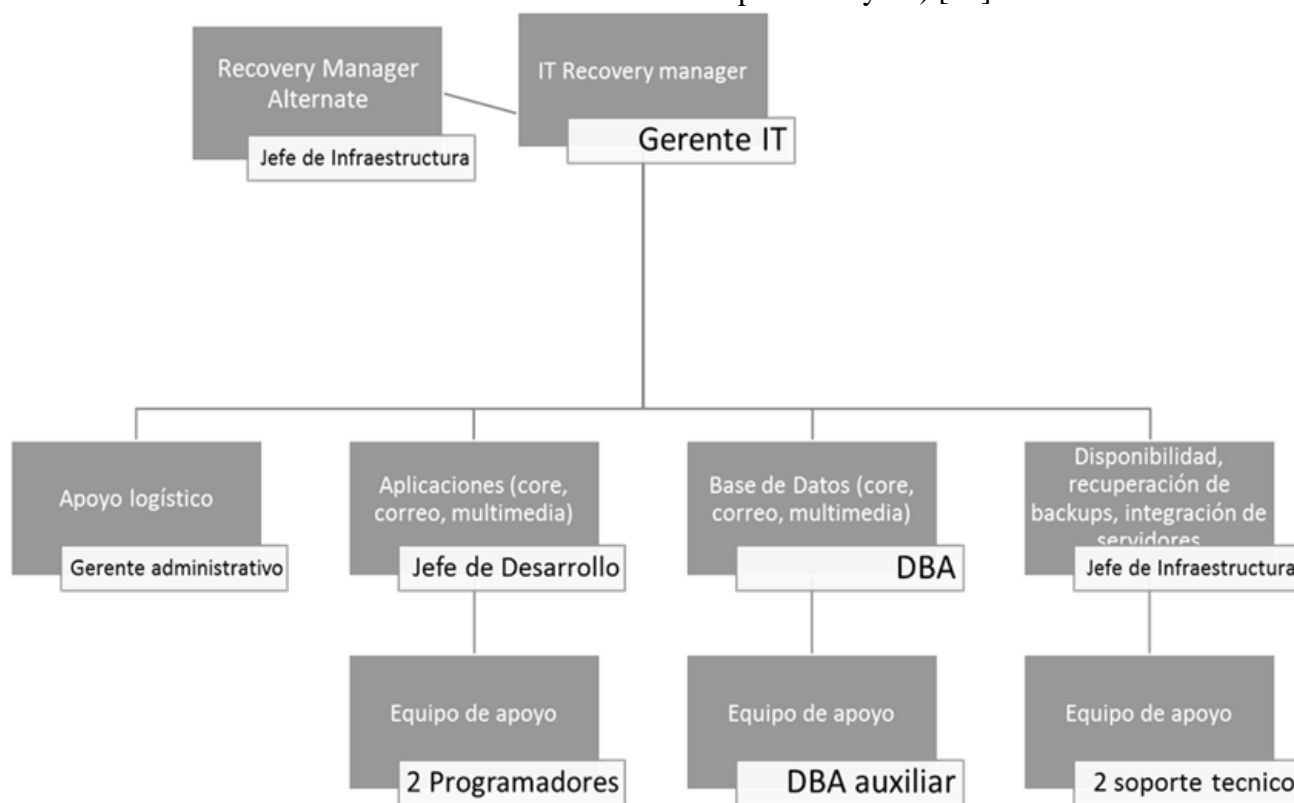 Recovery Manager
Alternate
Jefe de Infraestructura
IT Recovery manager
Gerente IT
Apoyo logístico
Gerente administrativo
Aplicaciones (core,
correo, multimedia)
Jefe de Desarrollo
Base de Datos (core,
correo, multimedia)
DBA
Disponibilidad,
recuperación de
backups, integración de
servidores
Jefe de Infraestructura
Equipo de apoyo
2 Programadores
Equipo de apoyo
DBA auxiliar
Equipo de apoyo
2 soporte tecnico